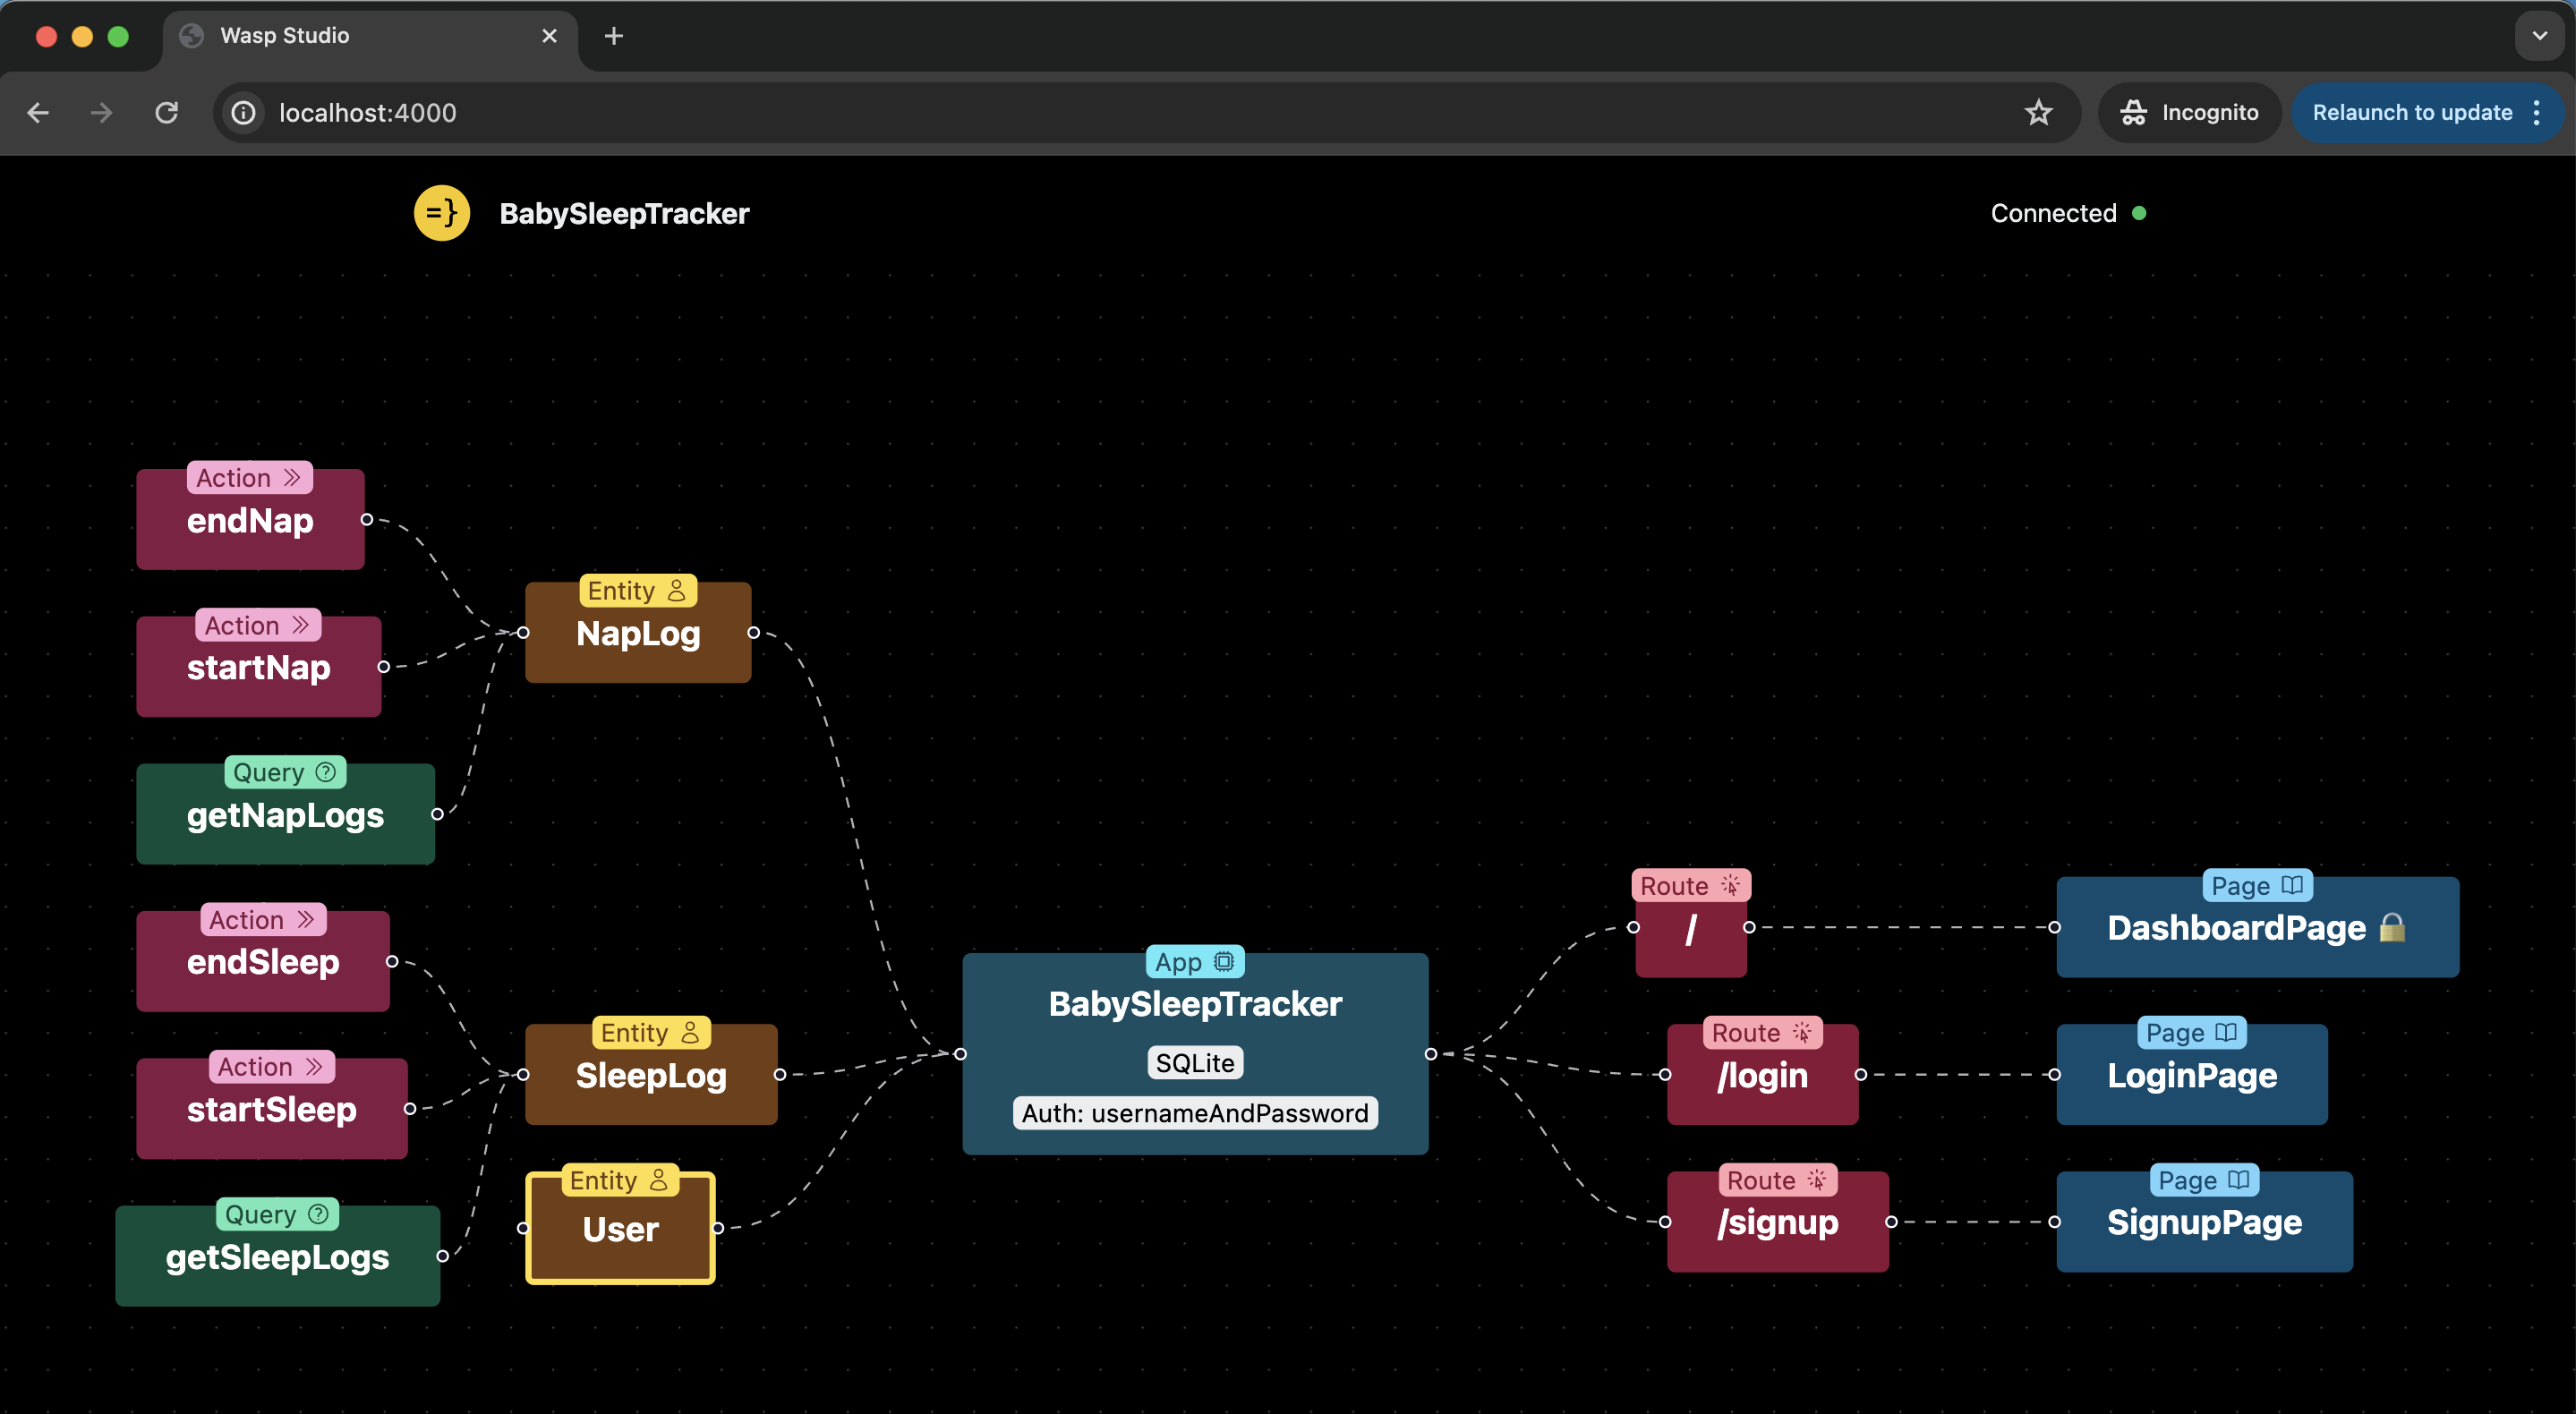 Wasp Studio
localhost:4000
Incognito
Relaunch to update
=}
BabySleepTracker
Connected
Action
endNap
Action
startNap
Query
getNapLogs
Action
endSleep
Action
startSleep
Query
getSleepLogs
Entity
NapLog
Entity
SleepLog
Entity
User
App
BabySleepTracker
SQLite
Auth: usernameAndPassword
Route
/
Route
/login
Route
/signup
Page
DashboardPage 🔒
Page
LoginPage
Page
SignupPage